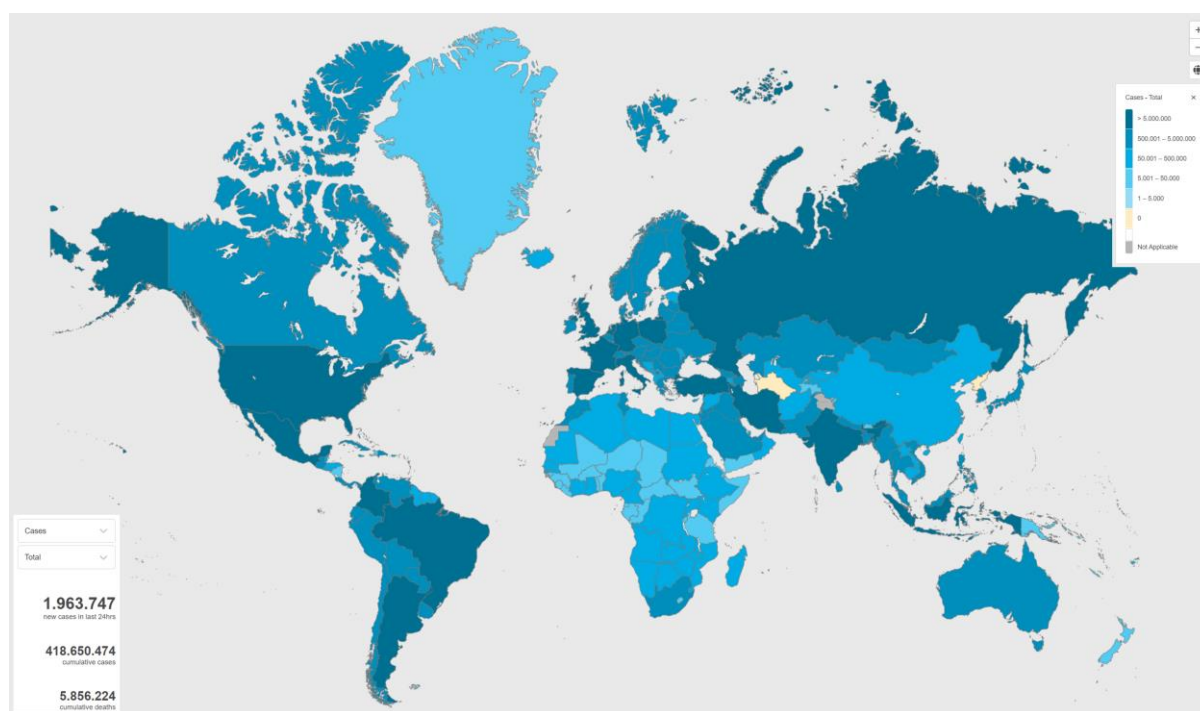 +
−
Cases - Total ×
> 5.000.000
500.001 – 5.000.000
50.001 – 500.000
5.001 – 50.000
1 – 5.000
0
Not Applicable
Cases
Total
1.963.747
new cases in last 24hrs
418.650.474
cumulative cases
5.856.224
cumulative deaths